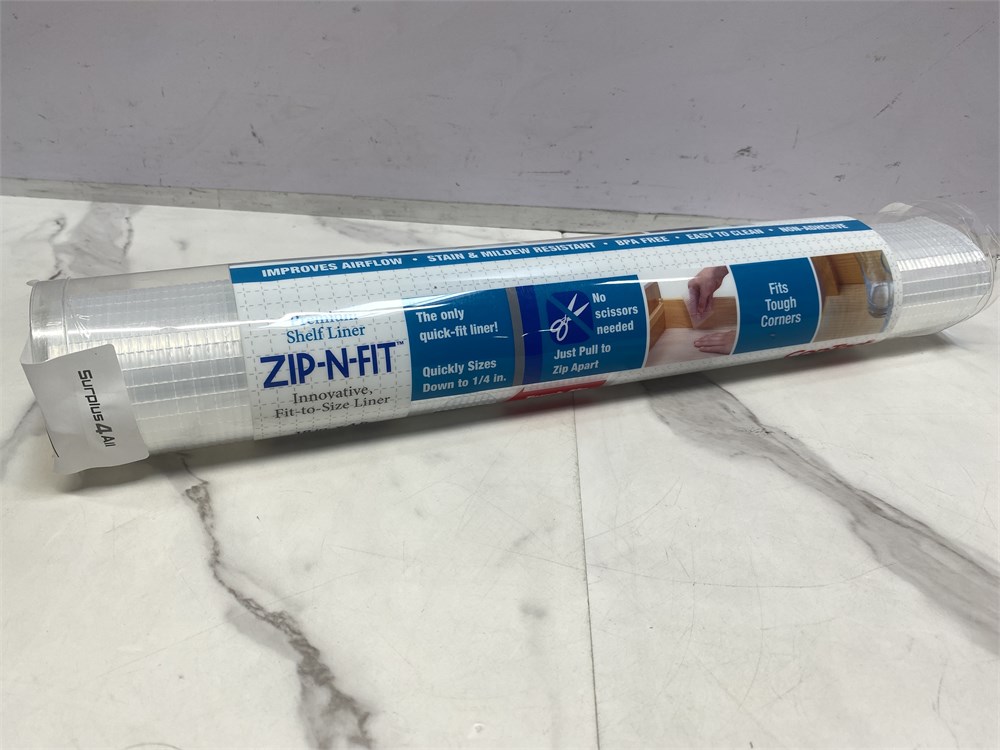 IMPROVES AIRFLOW • STAIN & MILDEW RESISTANT • BPA FREE • EASY TO CLEAN • NON-ADHESIVE
Premium
Shelf Liner
ZIP-N-FIT™
Innovative,
Fit-to-Size Liner
The only
quick-fit liner!
Quickly Sizes
Down to 1/4 in.
No
scissors
needed
Just Pull to
Zip Apart
Fits
Tough
Corners
Surplus4All